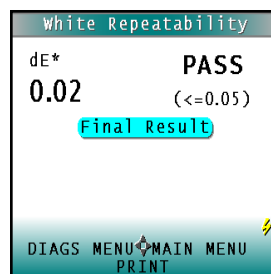 White Repeatability
dE* PASS
0.02 (<=0.05)
Final Result
DIAGS MENU MAIN MENU
PRINT